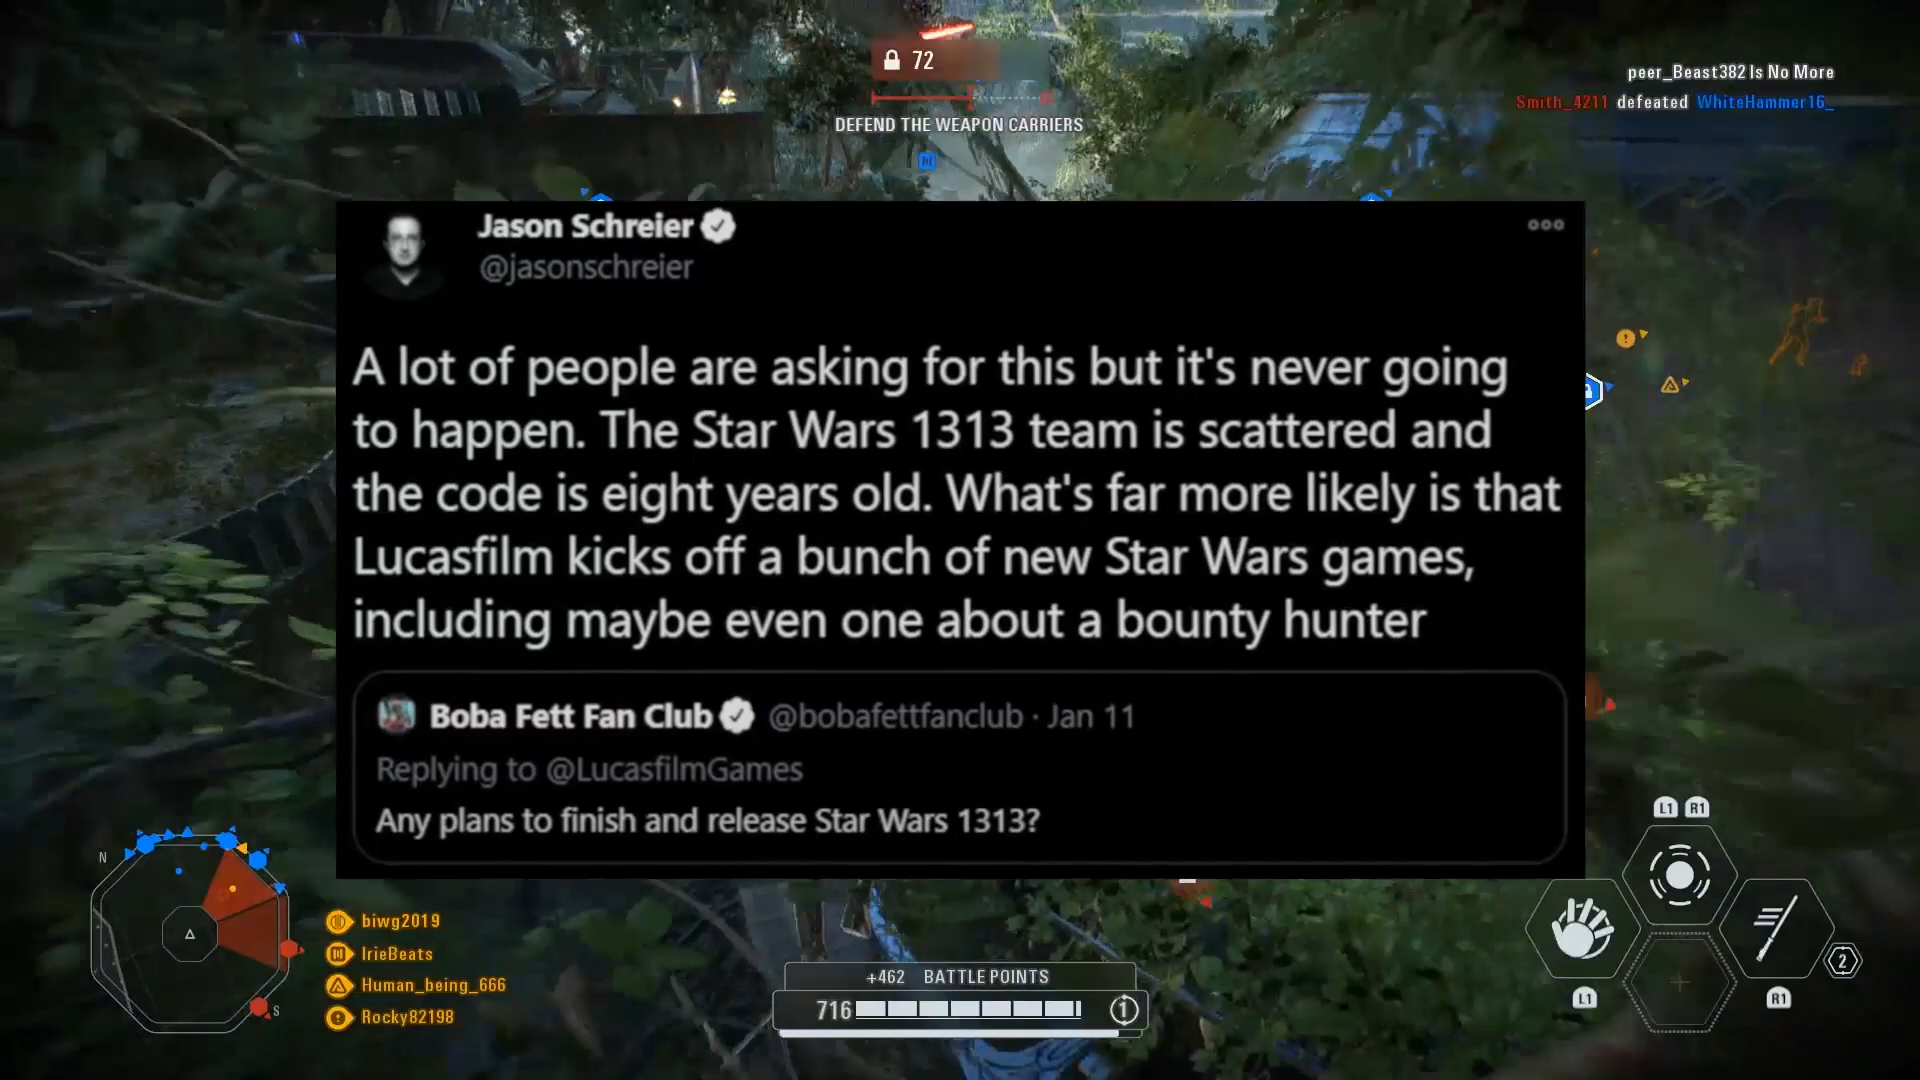 72
DEFEND THE WEAPON CARRIERS
peer_Beast382 Is No More
Smith_4211 defeated WhiteHammer16_
Jason Schreier
@jasonschreier
A lot of people are asking for this but it's never going
to happen. The Star Wars 1313 team is scattered and
the code is eight years old. What's far more likely is that
Lucasfilm kicks off a bunch of new Star Wars games,
including maybe even one about a bounty hunter
Boba Fett Fan Club @bobafettfanclub · Jan 11
Replying to @LucasfilmGames
Any plans to finish and release Star Wars 1313?
N
S
biwg2019
IrieBeats
Human_being_666
Rocky82198
+462 BATTLE POINTS
716
1
L1 R1
L1
R1
2